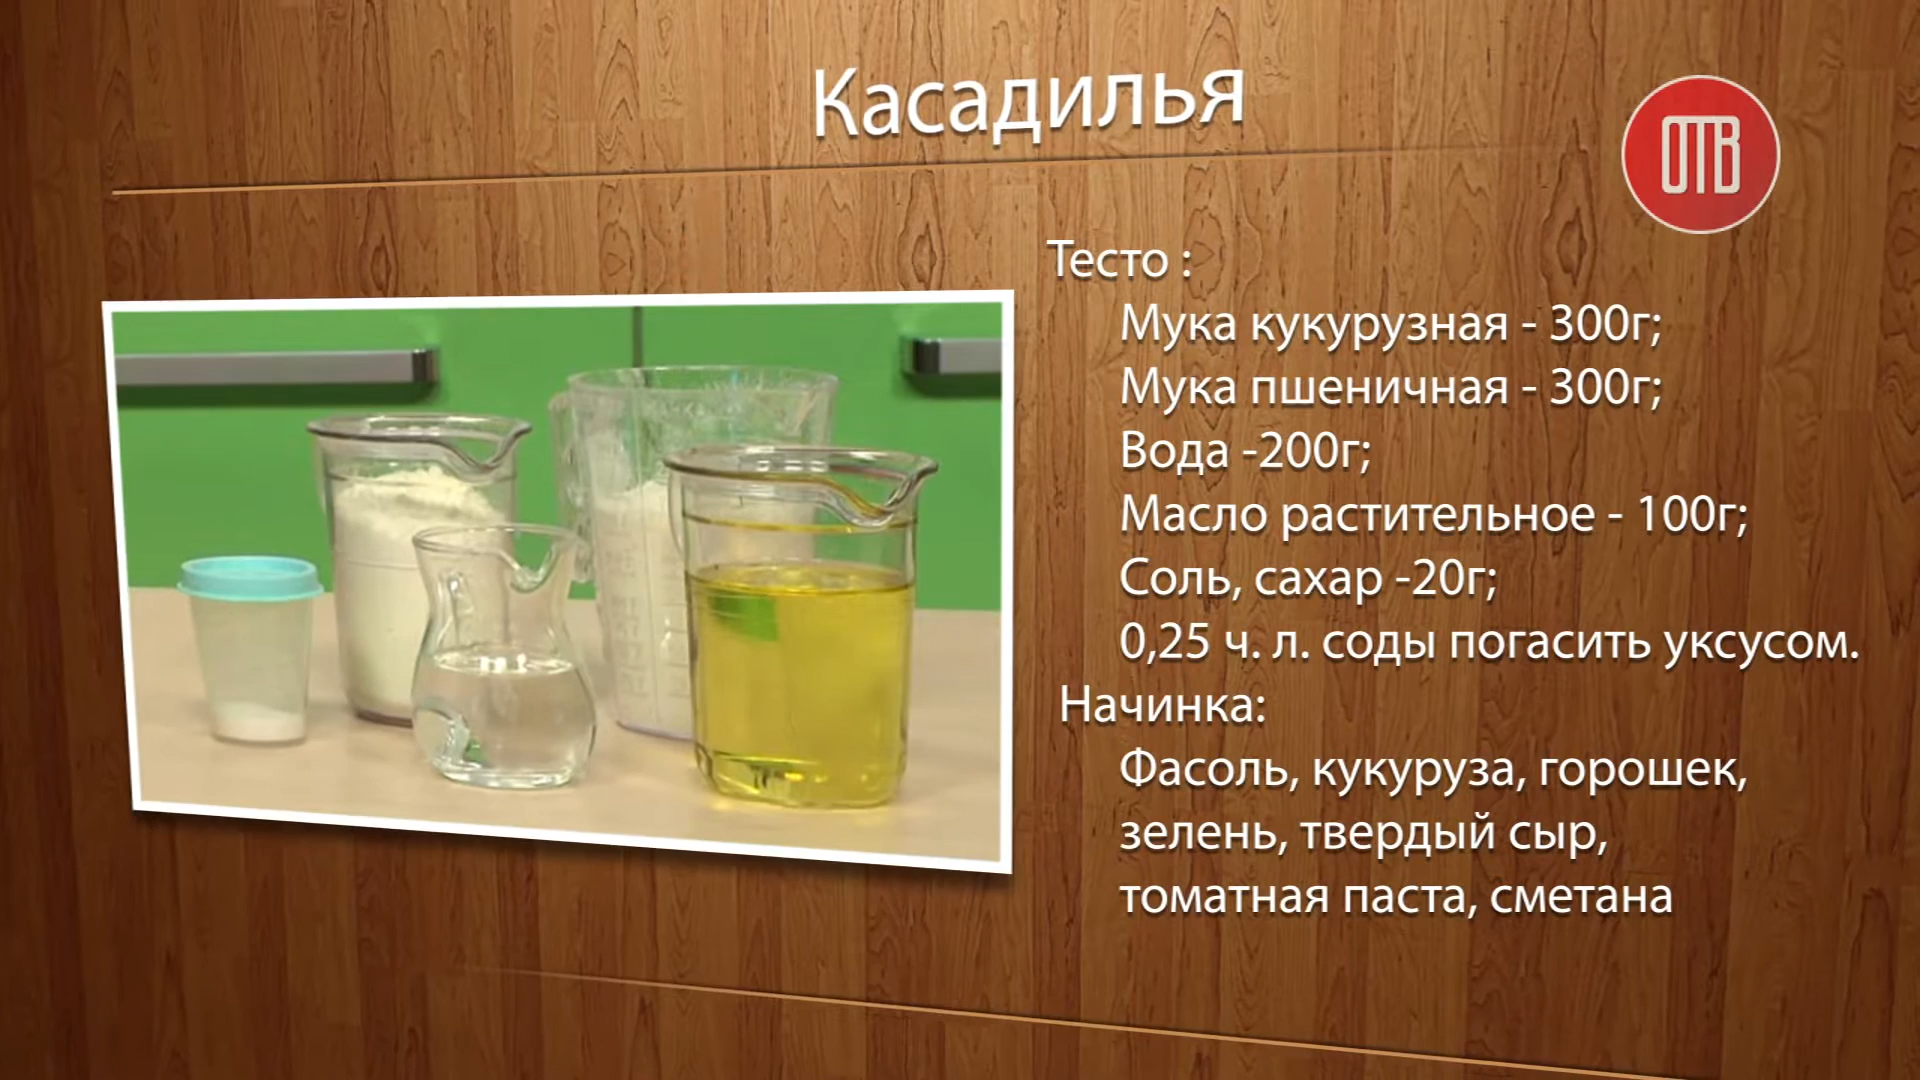 Касадилья
ОТВ
Тесто :
Мука кукурузная - 300г;
Мука пшеничная - 300г;
Вода -200г;
Масло растительное - 100г;
Соль, сахар -20г;
0,25 ч. л. соды погасить уксусом.
Начинка:
Фасоль, кукуруза, горошек,
зелень, твердый сыр,
томатная паста, сметана